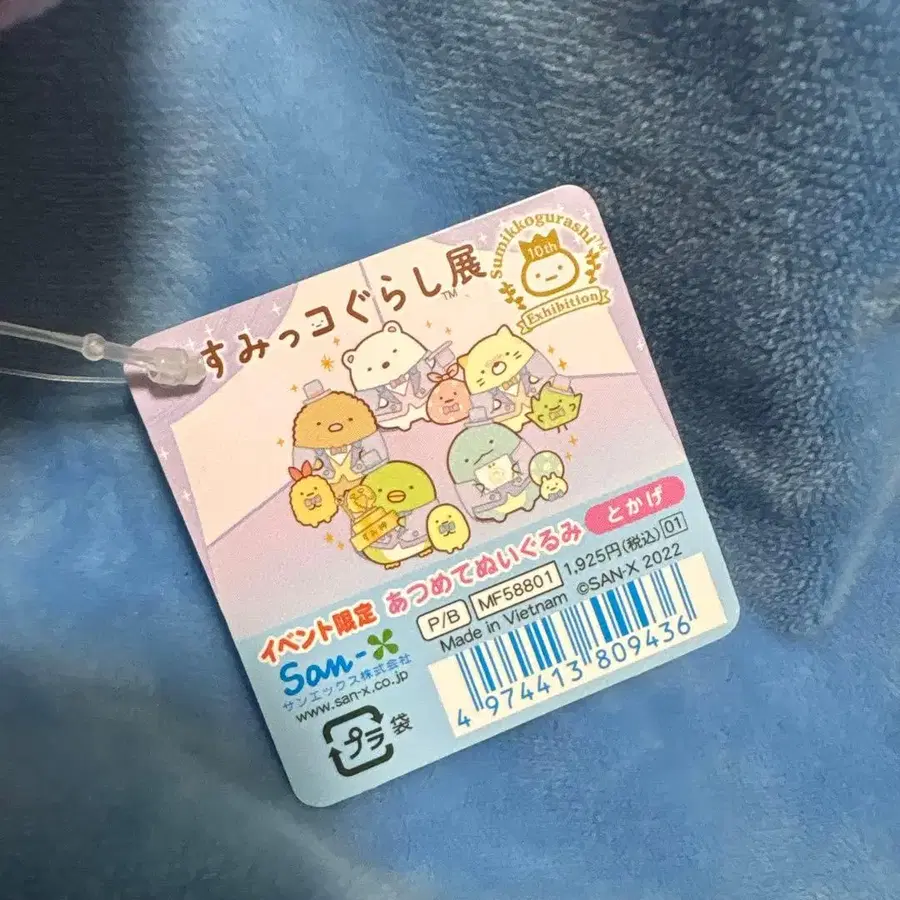 すみっコぐらし展
TM
Sumikkogurashi TM
10th
Exhibition
イベント限定
あつめてぬいぐるみ
とかげ
P/B
MF58801
1,925円(税込)
01
Made in Vietnam
©SAN-X 2022
San-X
サンエックス株式会社
www.san-x.co.jp
プラ
袋
4 974413 809436